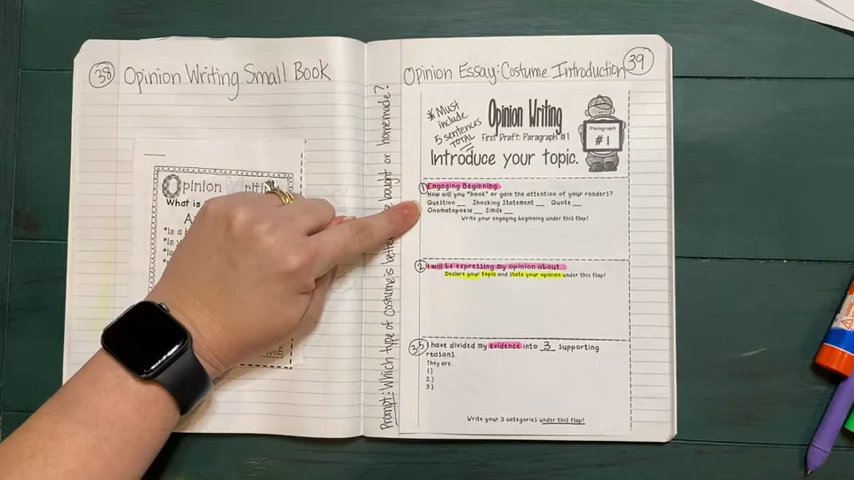 38
Opinion Writing Small Book
Opinion Writing
What is
*Is a
*Is
Prompt: Which type of costume is better bought or homemade?
Opinion Essay: Costume Introduction
39
*Must
include
5 sentences
TOTAL
Opinion Writing
First Draft: Paragraph #1
Introduce your topic.
Paragraph
#1
1 Engaging Beginning
How will you "hook" or gain the attention of your readers?
Question __ Shocking Statement __ Quote __
Onomatopoeia __ Simile __
Write your engaging beginning under this flap!
2 I will be expressing my opinion about
Declare your topic and state your opinion under this flap!
3-5 I have divided my evidence into 3 supporting
reasons.
They are:
1)
2.)
3)
Write your 3 categories under this flap!